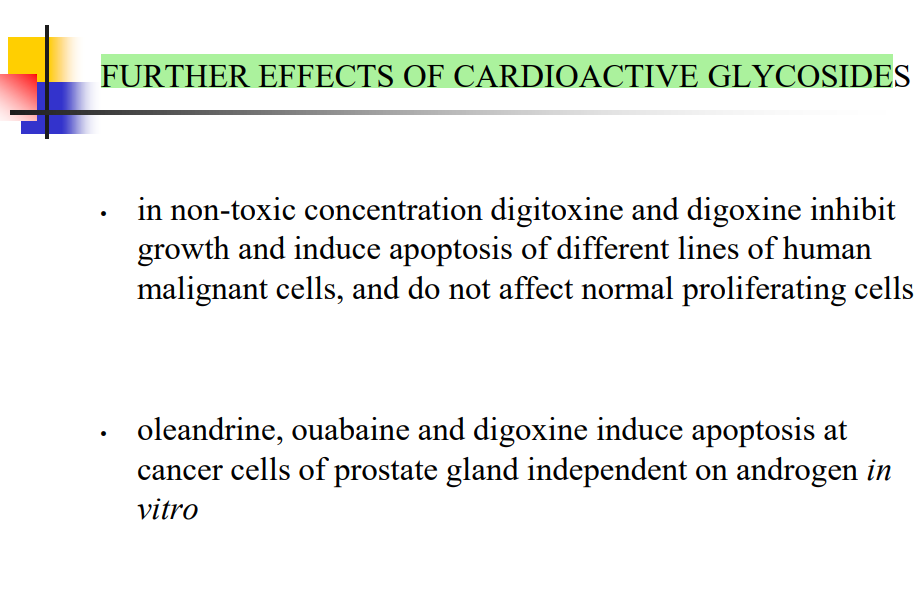 FURTHER EFFECTS OF CARDIOACTIVE GLYCOSIDES
• in non-toxic concentration digitoxine and digoxine inhibit
growth and induce apoptosis of different lines of human
malignant cells, and do not affect normal proliferating cells
• oleandrine, ouabaine and digoxine induce apoptosis at
cancer cells of prostate gland independent on androgen in
vitro